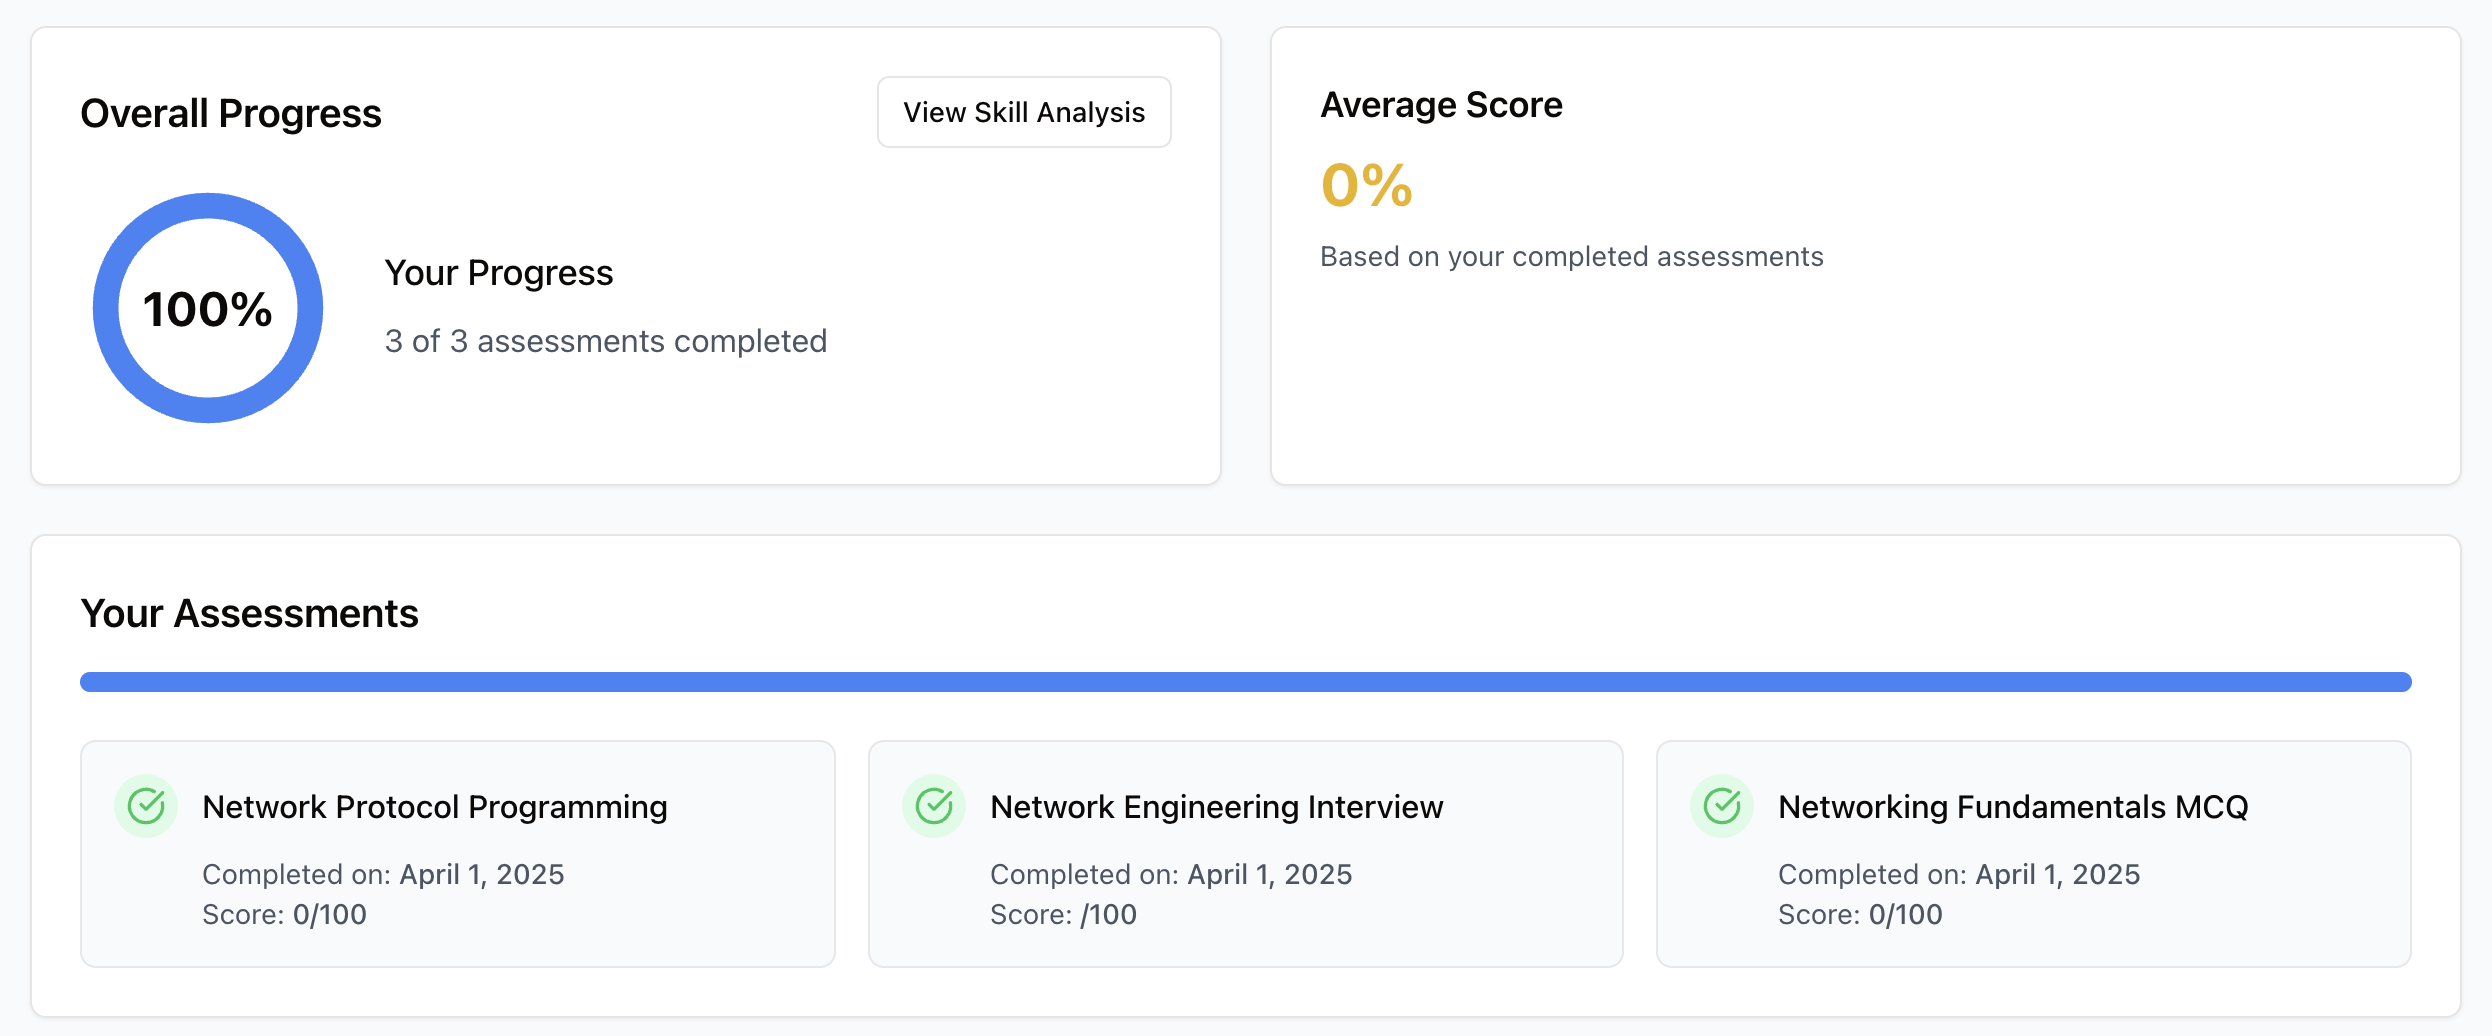 Overall Progress
View Skill Analysis
100%
Your Progress
3 of 3 assessments completed
Average Score
0%
Based on your completed assessments
Your Assessments
Network Protocol Programming
Completed on: April 1, 2025
Score: 0/100
Network Engineering Interview
Completed on: April 1, 2025
Score: /100
Networking Fundamentals MCQ
Completed on: April 1, 2025
Score: 0/100